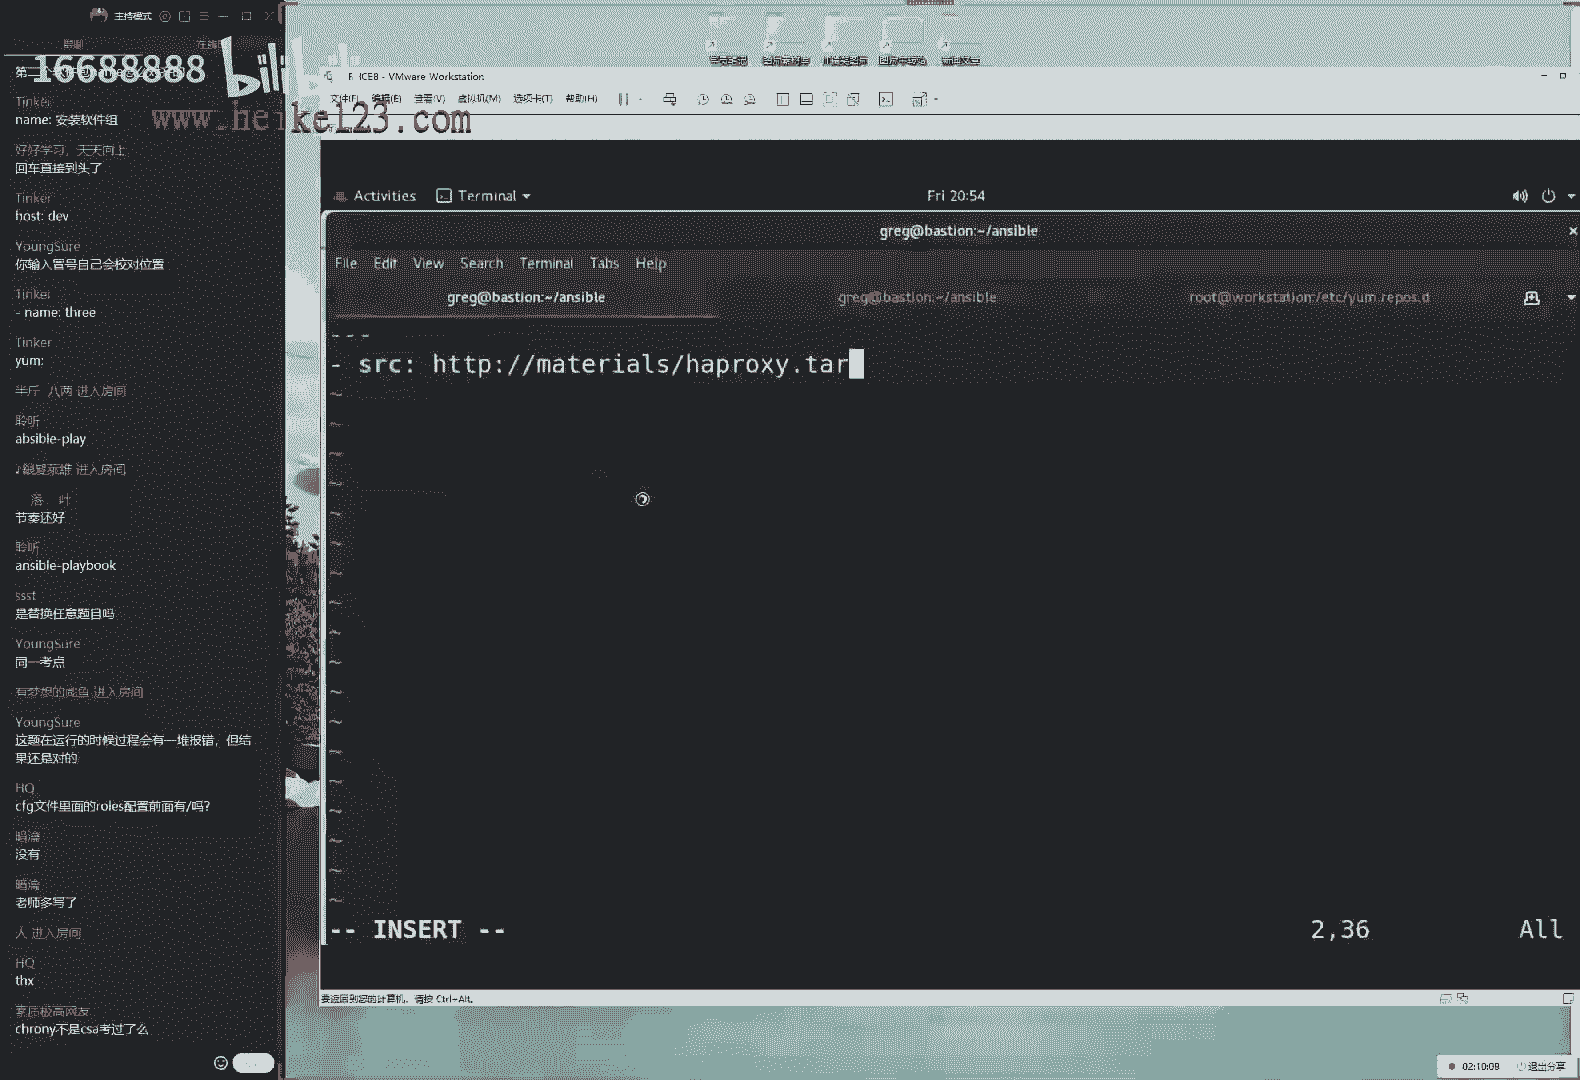 主持模式
16688888
bili
www.heike123.com
Tinker
name: 安装软件组
好好学习，天天向上
回车直接到头了
Tinker
host: dev
YoungSure
你输入冒号自己会校对位置
Tinker
- name: three
Tinker
yum:
半斤 八两 进入房间
聆听
absible-play
进入房间
落 叶
节奏还好
聆听
ansible-playbook
ssst
是替换任意题目吗
YoungSure
同一考点
有梦想的咸鱼 进入房间
YoungSure
这题在运行的时候过程会有一堆报错，但结
果还是对的
HQ
cfg文件里面的roles配置前面有/吗?
没有
老师多写了
人 进入房间
HQ
thx
素质极高网友
chrony不是csa考过了么
RHCE8 - VMware Workstation
文件(F) 编辑(E) 查看(V) 虚拟机(M) 选项卡(T) 帮助(H)
Activities Terminal
Fri 20:54
greg@bastion:~/ansible
File Edit View Search Terminal Tabs Help
greg@bastion:~/ansible
greg@bastion:~/ansible
root@workstation:/etc/yum.repos.d
---
- src: http://materials/haproxy.tar
-- INSERT --
2,36
All
要返回到您的计算机，请按 Ctrl+Alt。
02:10:09
退出分享